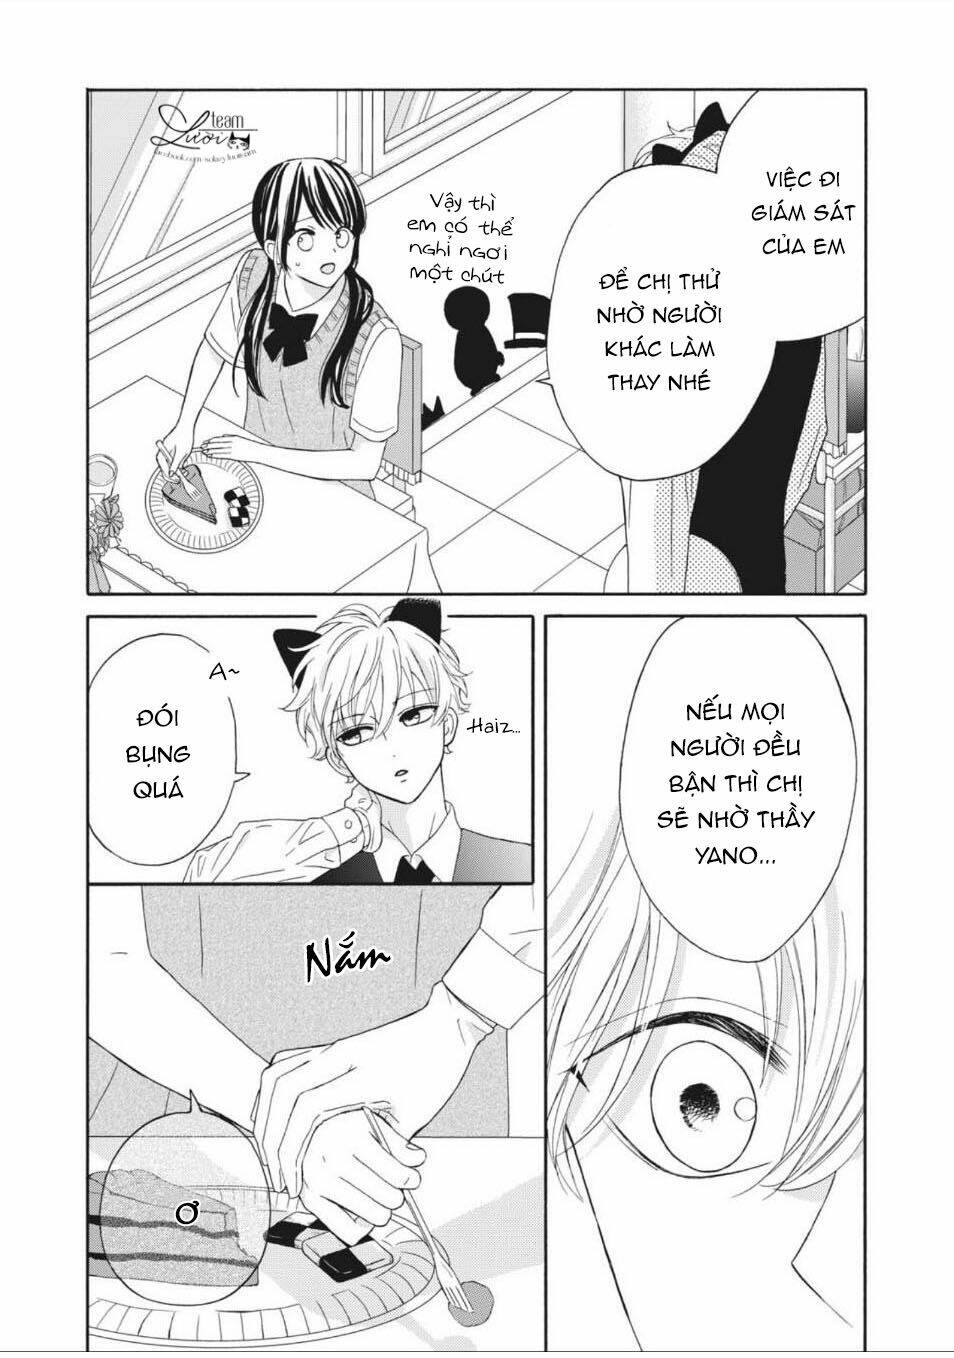 team
Lười
VIỆC ĐI
GIÁM SÁT
CỦA EM
ĐỂ CHỊ THỬ
NHỜ NGƯỜI
KHÁC LÀM
THAY NHÉ
Vậy thì
em có thể
nghỉ ngơi
một chút
NẾU MỌI
NGƯỜI ĐỀU
BẬN THÌ CHỊ
SẼ NHỜ THẦY
YANO...
Haiz...
A~
ĐÓI
BỤNG
QUÁ
Nắm
Ơ